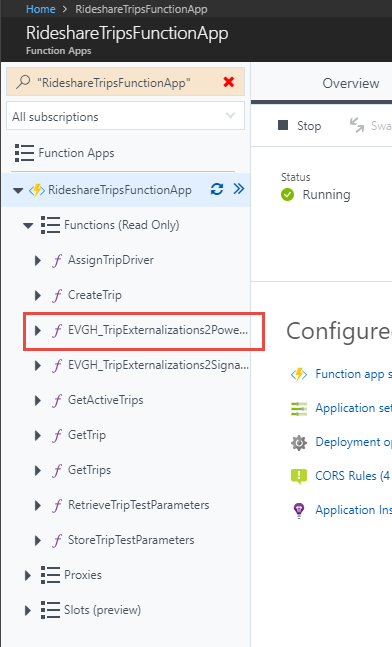 Home > RideshareTripsFunctionApp
RideshareTripsFunctionApp
Function Apps
"RideshareTripsFunctionApp"
All subscriptions
Function Apps
RideshareTripsFunctionApp
Functions (Read Only)
AssignTripDriver
CreateTrip
EVGH_TripExternalizations2Powe...
EVGH_TripExternalizations2Signa...
GetActiveTrips
GetTrip
GetTrips
RetrieveTripTestParameters
StoreTripTestParameters
Proxies
Slots (preview)
Overview
Stop
Swa
Status
Running
Configured
Function app s
Application set
Deployment op
CORS Rules (4
Application Ins